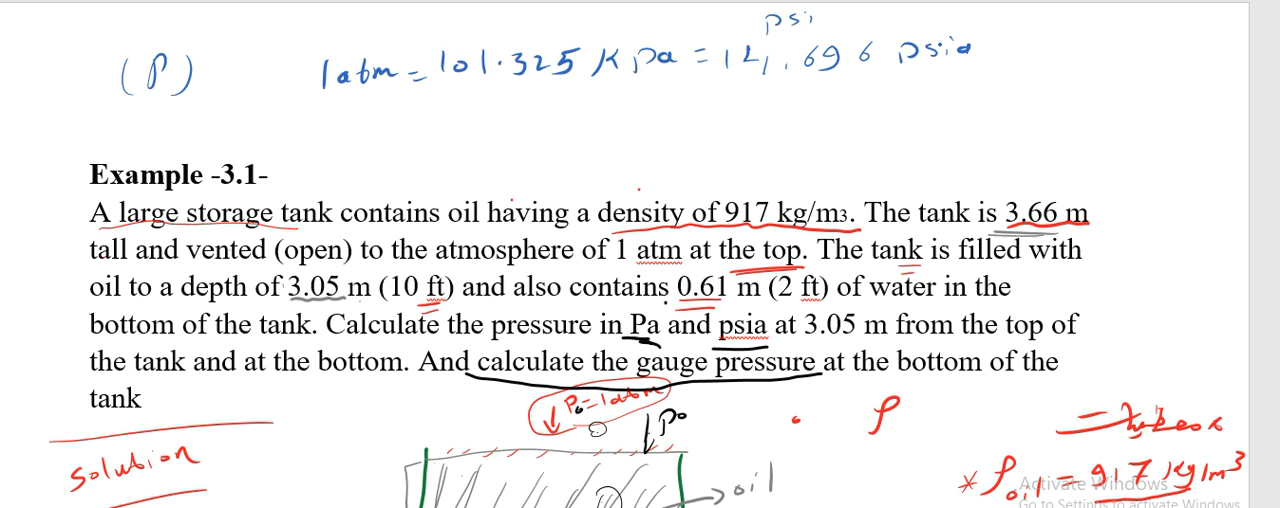 psi
(P) 1 atm = 101.325 KPa = 14.696 psia
Example -3.1-
A large storage tank contains oil having a density of 917 kg/m3. The tank is 3.66 m
tall and vented (open) to the atmosphere of 1 atm at the top. The tank is filled with
oil to a depth of 3.05 m (10 ft) and also contains 0.61 m (2 ft) of water in the
bottom of the tank. Calculate the pressure in Pa and psia at 3.05 m from the top of
the tank and at the bottom. And calculate the gauge pressure at the bottom of the
tank
P₀=1atm
P₀
ρ
Solution
* ρoil = 917 kg/m³
oil
Activate Windows
Go to Settings to activate Windows.